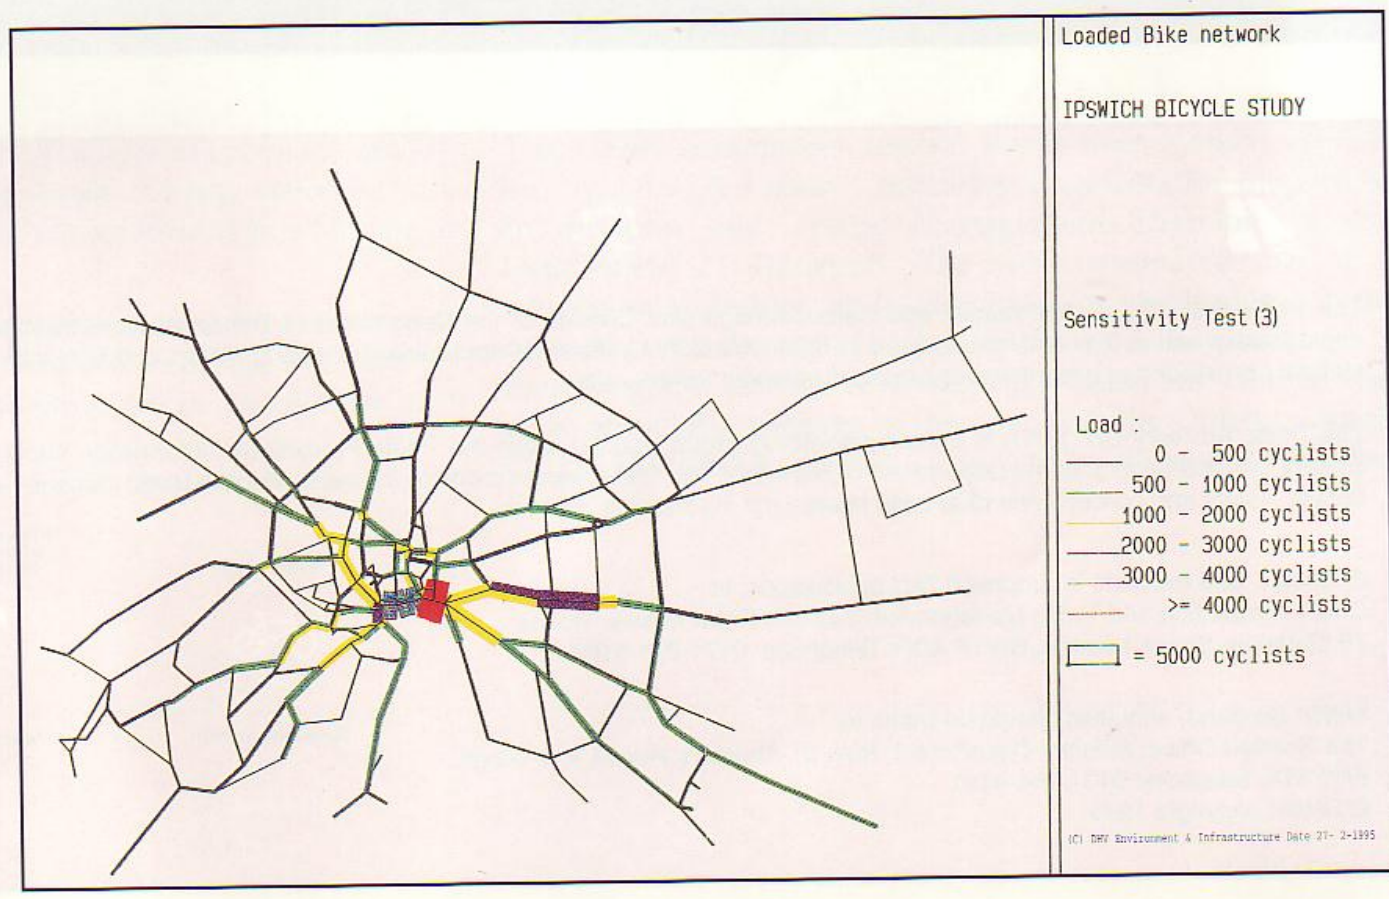 Loaded Bike network
IPSWICH BICYCLE STUDY
Sensitivity Test (3)
Load :
0 - 500 cyclists
500 - 1000 cyclists
1000 - 2000 cyclists
2000 - 3000 cyclists
3000 - 4000 cyclists
>= 4000 cyclists
= 5000 cyclists
(C) DHV Environment & Infrastructure Date 27- 2-1995